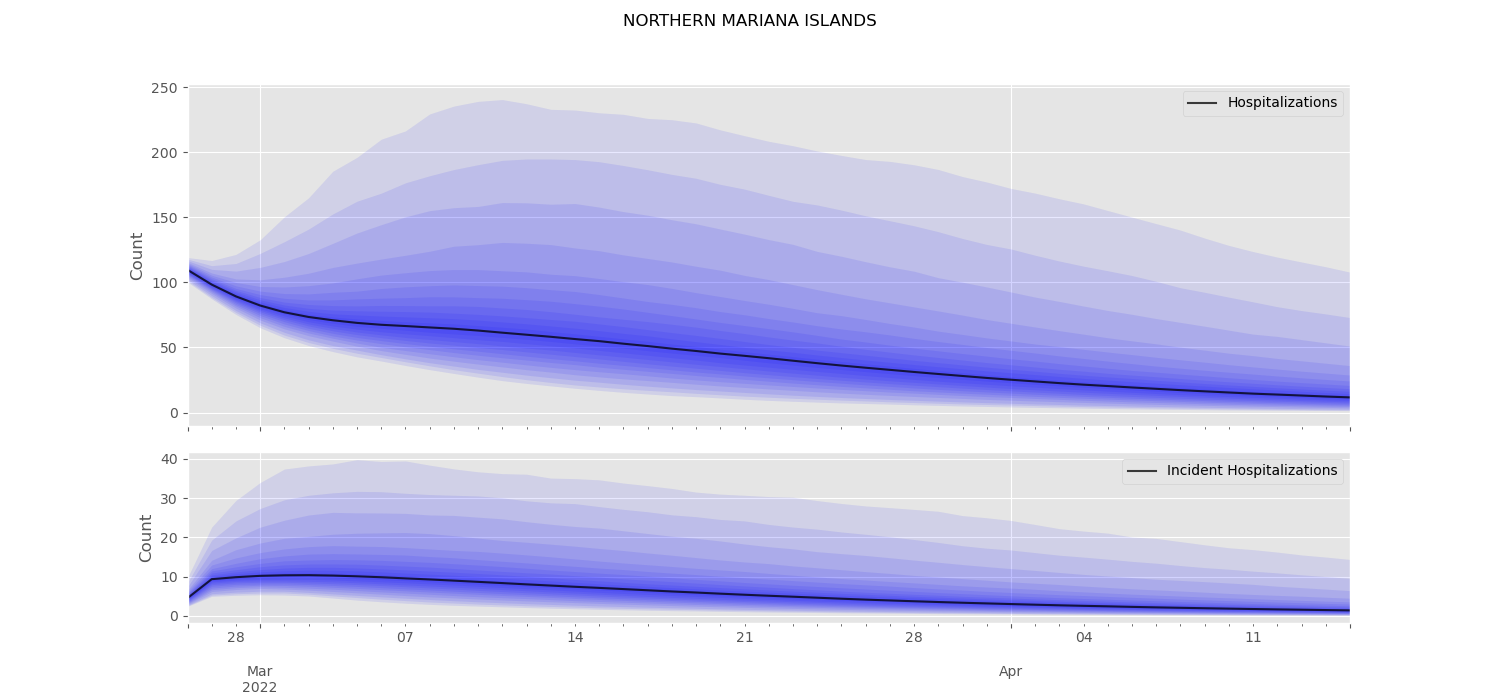 NORTHERN MARIANA ISLANDS
250
200
150
100
50
0
Count
Hospitalizations
40
30
20
10
0
Count
Incident Hospitalizations
28
07
14
21
28
04
11
Mar
Apr
2022